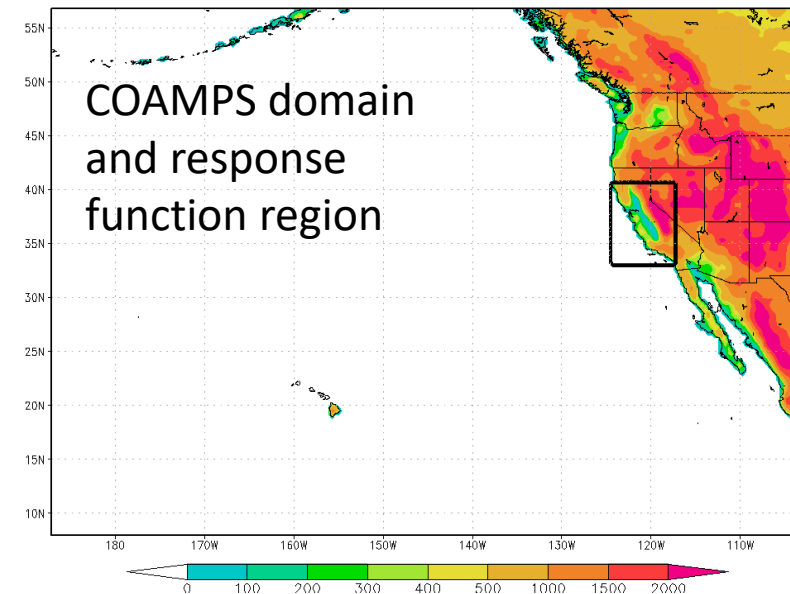 55N
50N
45N
40N
35N
30N
25N
20N
15N
10N
COAMPS domain
and response
function region
180 170W 160W 150W 140W 130W 120W 110W
0 100 200 300 400 500 1000 1500 2000